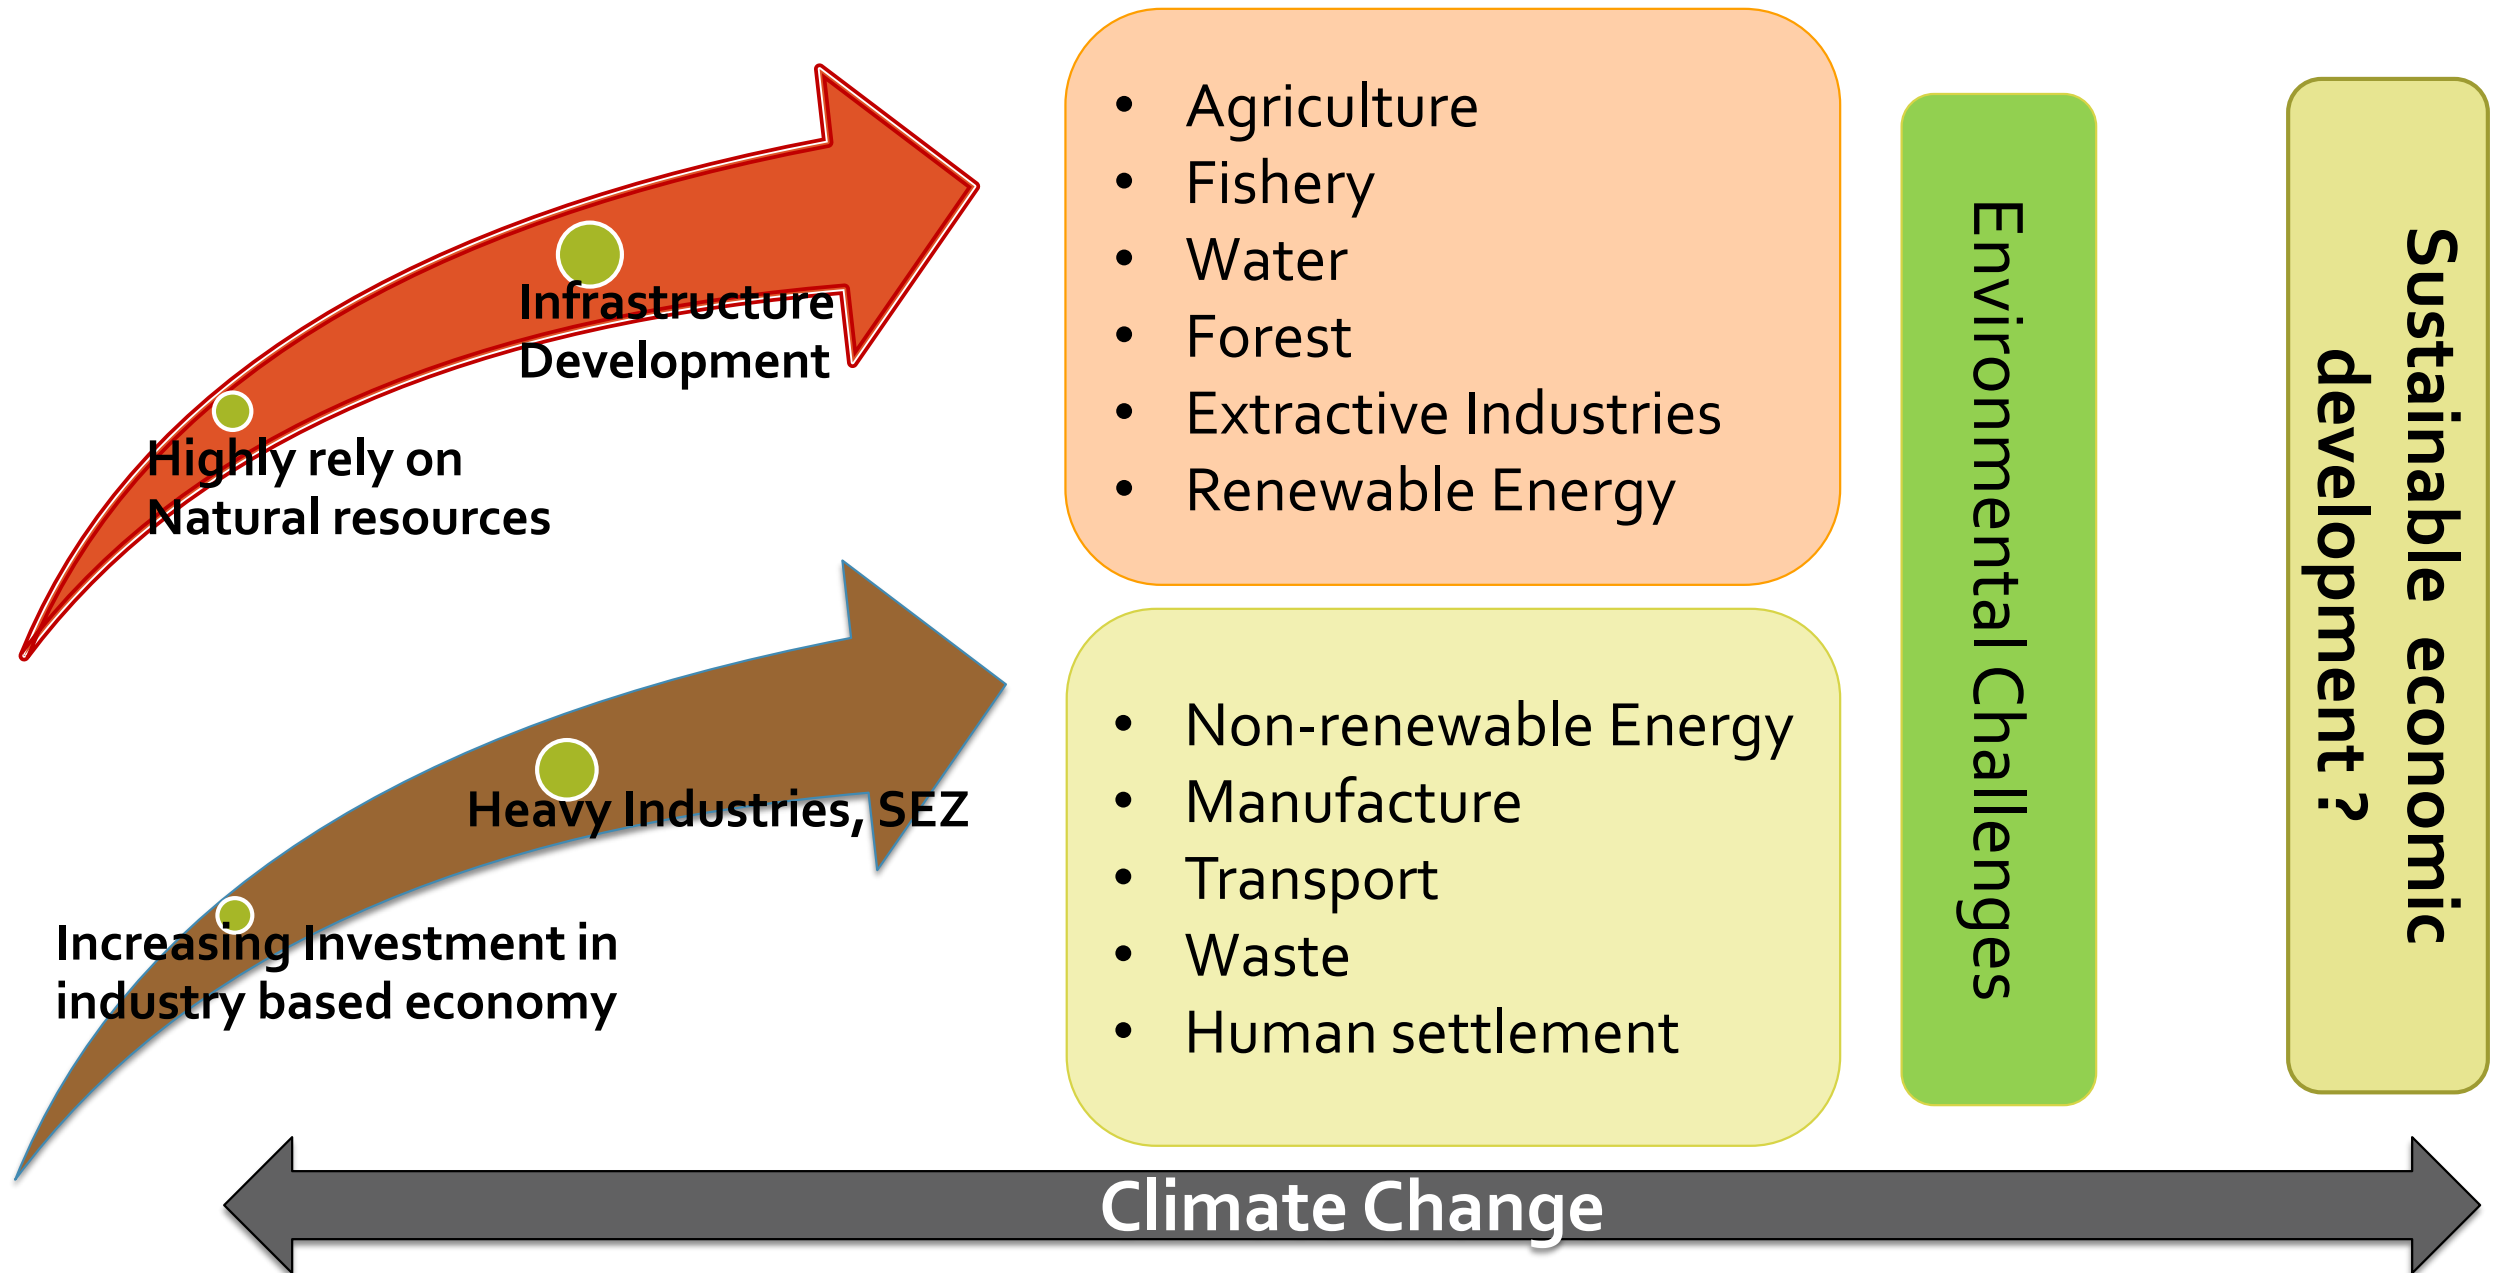 Infrastructure
Development
Highly rely on
Natural resources
• Agriculture
• Fishery
• Water
• Forest
• Extractive Industries
• Renewable Energy
Heavy Industries, SEZ
Increasing Investment in
industry based economy
• Non-renewable Energy
• Manufacture
• Transport
• Waste
• Human settlement
Environmental Challenges
Sustainable economic
development ?
Climate Change